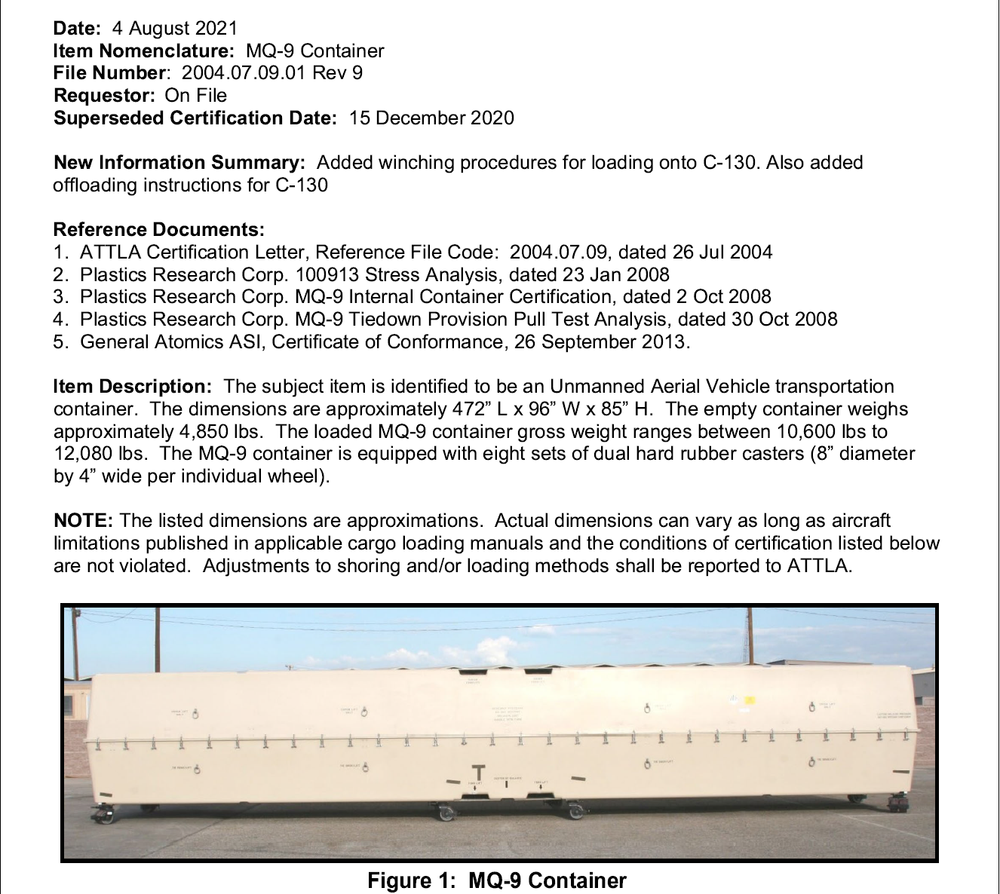 Date: 4 August 2021
Item Nomenclature: MQ-9 Container
File Number: 2004.07.09.01 Rev 9
Requestor: On File
Superseded Certification Date: 15 December 2020
New Information Summary: Added winching procedures for loading onto C-130. Also added
offloading instructions for C-130
Reference Documents:
1. ATTLA Certification Letter, Reference File Code: 2004.07.09, dated 26 Jul 2004
2. Plastics Research Corp. 100913 Stress Analysis, dated 23 Jan 2008
3. Plastics Research Corp. MQ-9 Internal Container Certification, dated 2 Oct 2008
4. Plastics Research Corp. MQ-9 Tiedown Provision Pull Test Analysis, dated 30 Oct 2008
5. General Atomics ASI, Certificate of Conformance, 26 September 2013.
Item Description: The subject item is identified to be an Unmanned Aerial Vehicle transportation
container. The dimensions are approximately 472” L x 96” W x 85” H. The empty container weighs
approximately 4,850 lbs. The loaded MQ-9 container gross weight ranges between 10,600 lbs to
12,080 lbs. The MQ-9 container is equipped with eight sets of dual hard rubber casters (8” diameter
by 4” wide per individual wheel).
NOTE: The listed dimensions are approximations. Actual dimensions can vary as long as aircraft
limitations published in applicable cargo loading manuals and the conditions of certification listed below
are not violated. Adjustments to shoring and/or loading methods shall be reported to ATTLA.
Figure 1: MQ-9 Container